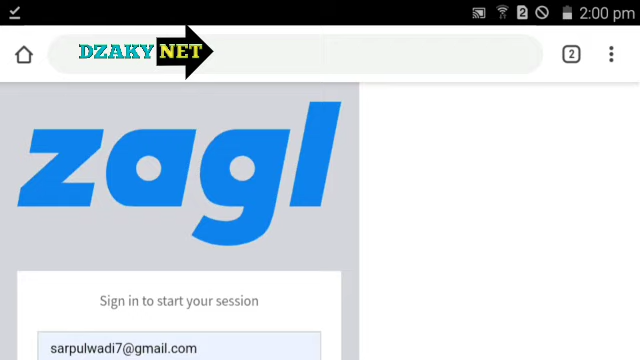 2:00 pm
DZAKY NET
2
zagl
Sign in to start your session
sarpulwadi7@gmail.com